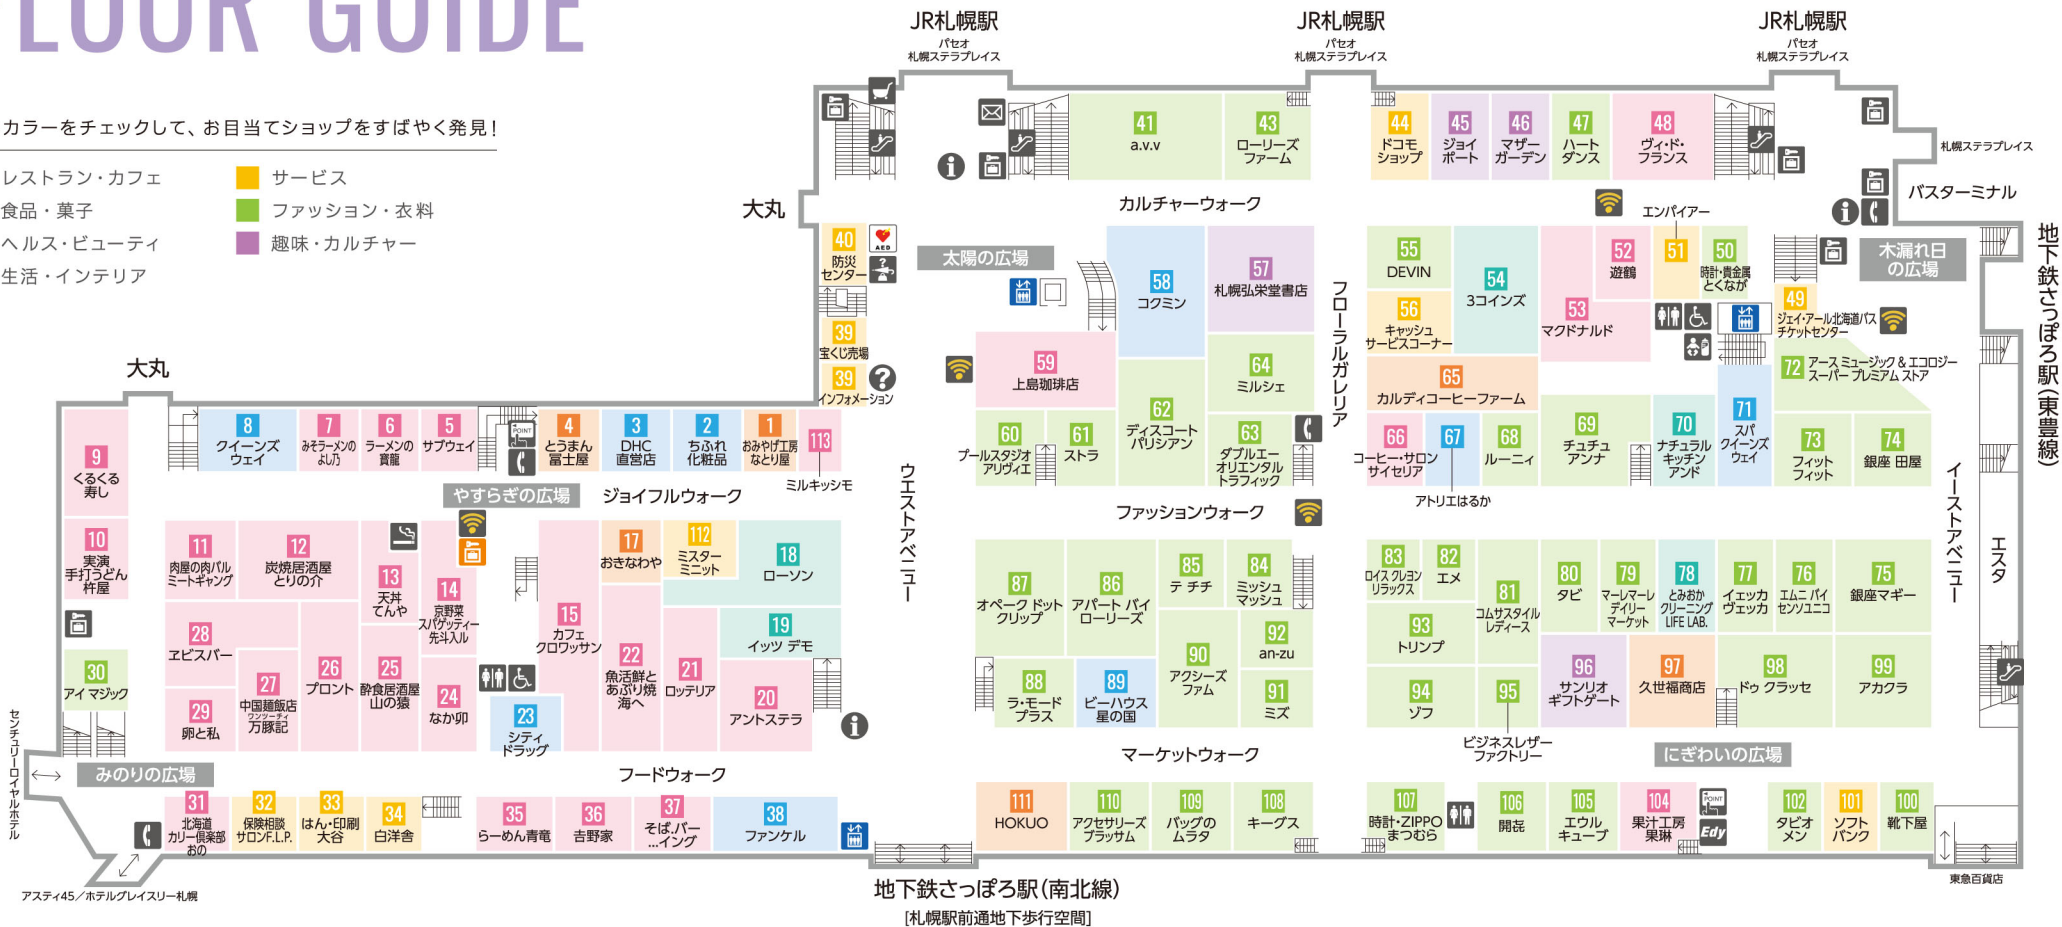 LOOR GUIDE
カラーをチェックして、お目当てショップをすばやく発見!
レストラン・カフェ
食品・菓子
ヘルス・ビューティ
生活・インテリア
サービス
ファッション・衣料
趣味・カルチャー
JR札幌駅
パセオ
札幌ステラプレイス
JR札幌駅
パセオ
札幌ステラプレイス
JR札幌駅
パセオ
札幌ステラプレイス
札幌ステラプレイス
バスターミナル
地下鉄さっぽろ駅(東豊線)
大丸
大丸
41
a.v.v
43
ローリーズ
ファーム
44
ドコモ
ショップ
45
ジョイ
ポート
46
マザー
ガーデン
47
ハート
ダンス
48
ヴィ・ド・
フランス
カルチャーウォーク
太陽の広場
木漏れ日
の広場
40
防災
センター
AED
39
宝くじ売場
39
インフォメーション
58
コクミン
57
札幌弘栄堂書店
59
上島珈琲店
64
ミルシェ
60
プールスタジオ
アリヴィエ
61
ストラ
62
ディスコート
パリシアン
63
ダブルエー
オリエンタル
トラフィック
フローラルガレリア
55
DEVIN
54
3コインズ
56
キャッシュ
サービスコーナー
53
マクドナルド
52
遊鶴
エンパイアー
51
50
時計・貴金属
とくなが
49
ジェイ・アール北海道バス
チケットセンター
72
アース ミュージック&エコロジー
スーパー プレミアム ストア
65
カルディコーヒーファーム
66
コーヒー・サロン
サイセリア
67
アトリエはるか
68
ルーニィ
69
チュチュ
アンナ
70
ナチュラル
キッチン
アンド
71
スパ
クイーンズ
ウェイ
73
フィット
フィット
74
銀座 田屋
イーストアベニュー
エスタ
9
くるくる
寿し
8
クイーンズ
ウェイ
7
みそラーメンの
よし乃
6
ラーメンの
寳龍
5
サブウェイ
POINT
4
とうまん
冨士屋
3
DHC
直営店
2
ちふれ
化粧品
1
おみやげ工房
なとり屋
113
ミルキッシモ
やすらぎの広場
ジョイフルウォーク
ウエストアベニュー
ファッションウォーク
10
実演
手打うどん
杵屋
11
肉屋の肉バル
ミートギャング
12
炭焼居酒屋
とりの介
13
天丼
てんや
14
京野菜
スパゲッティー
先斗入ル
15
カフェ
クロワッサン
17
おきなわや
112
ミスター
ミニット
18
ローソン
19
イッツ デモ
28
ヱビスバー
27
中国麺飯店
ワンツーチィ
万豚記
26
プロント
25
酔食居酒屋
山の猿
24
なか卯
23
シティ
ドラッグ
22
魚活鮮と
あぶり焼
海へ
21
ロッテリア
20
アントステラ
29
卵と私
30
アイ マジック
87
オペーク ドット
クリップ
86
アパート バイ
ローリーズ
85
テ チチ
84
ミッシュ
マッシュ
88
ラ・モード
プラス
89
ビーハウス
星の国
90
アクシーズ
ファム
92
an-zu
91
ミズ
83
ロイス クレヨン
リラックス
82
エメ
81
コムサスタイル
レディース
80
タビ
79
マーレマーレ
デイリー
マーケット
78
とみおか
クリーニング
LIFE LAB.
77
イェッカ
ヴェッカ
76
エムニ バイ
センソユニコ
75
銀座マギー
93
トリンプ
94
ゾフ
95
ビジネスレザー
ファクトリー
96
サンリオ
ギフトゲート
97
久世福商店
98
ドゥ クラッセ
99
アカクラ
マーケットウォーク
にぎわいの広場
センチュリーロイヤルホテル
みのりの広場
フードウォーク
31
北海道
カリー倶楽部
おの
32
保険相談
サロンF.L.P.
33
はん・印刷
大谷
34
白洋舎
35
らーめん青竜
36
吉野家
37
そば.バー
…イング
38
ファンケル
111
HOKUO
110
アクセサリーズ
ブラッサム
109
バッグの
ムラタ
108
キーグス
107
時計・ZIPPO
まつむら
106
開㐂
105
エウル
キューブ
104
果汁工房
果琳
POINT
Edy
102
タビオ
メン
101
ソフト
バンク
100
靴下屋
アスティ45/ホテルグレイスリー札幌
地下鉄さっぽろ駅(南北線)
[札幌駅前通地下歩行空間]
東急百貨店